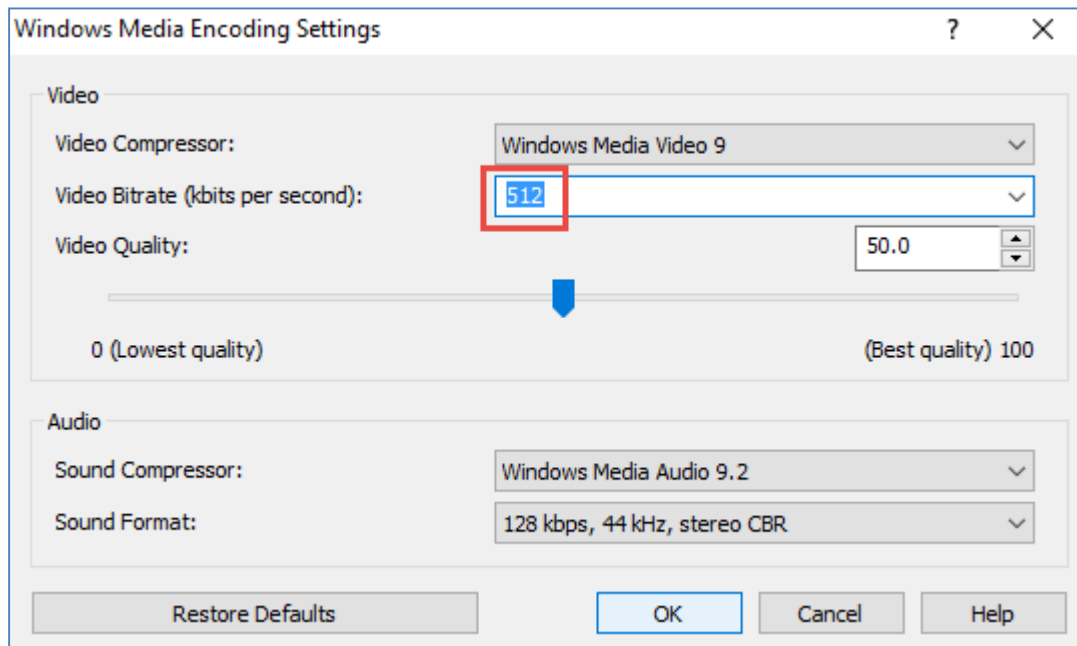 Windows Media Encoding Settings ?
Video
Video Compressor: Windows Media Video 9
Video Bitrate (kbits per second): 512
Video Quality: 50.0
0 (Lowest quality) (Best quality) 100
Audio
Sound Compressor: Windows Media Audio 9.2
Sound Format: 128 kbps, 44 kHz, stereo CBR
Restore Defaults OK Cancel Help